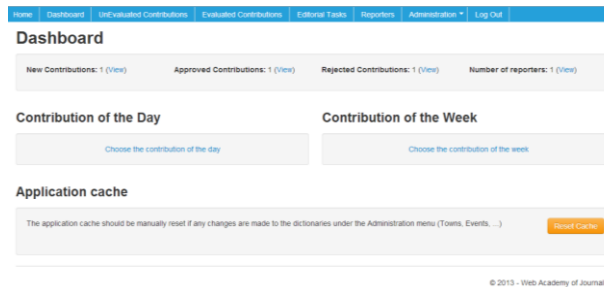 Home Dashboard UnEvaluated Contributions Evaluated Contributions Editorial Tasks Reporters Administration Log Out
Dashboard
New Contributions: 1 (View) Approved Contributions: 1 (View) Rejected Contributions: 1 (View) Number of reporters: 1 (View)
Contribution of the Day Contribution of the Week
Choose the contribution of the day Choose the contribution of the week
Application cache
The application cache should be manually reset if any changes are made to the dictionaries under the Administration menu (Towns, Events, ...) Reset Cache
© 2013 - Web Academy of Journal